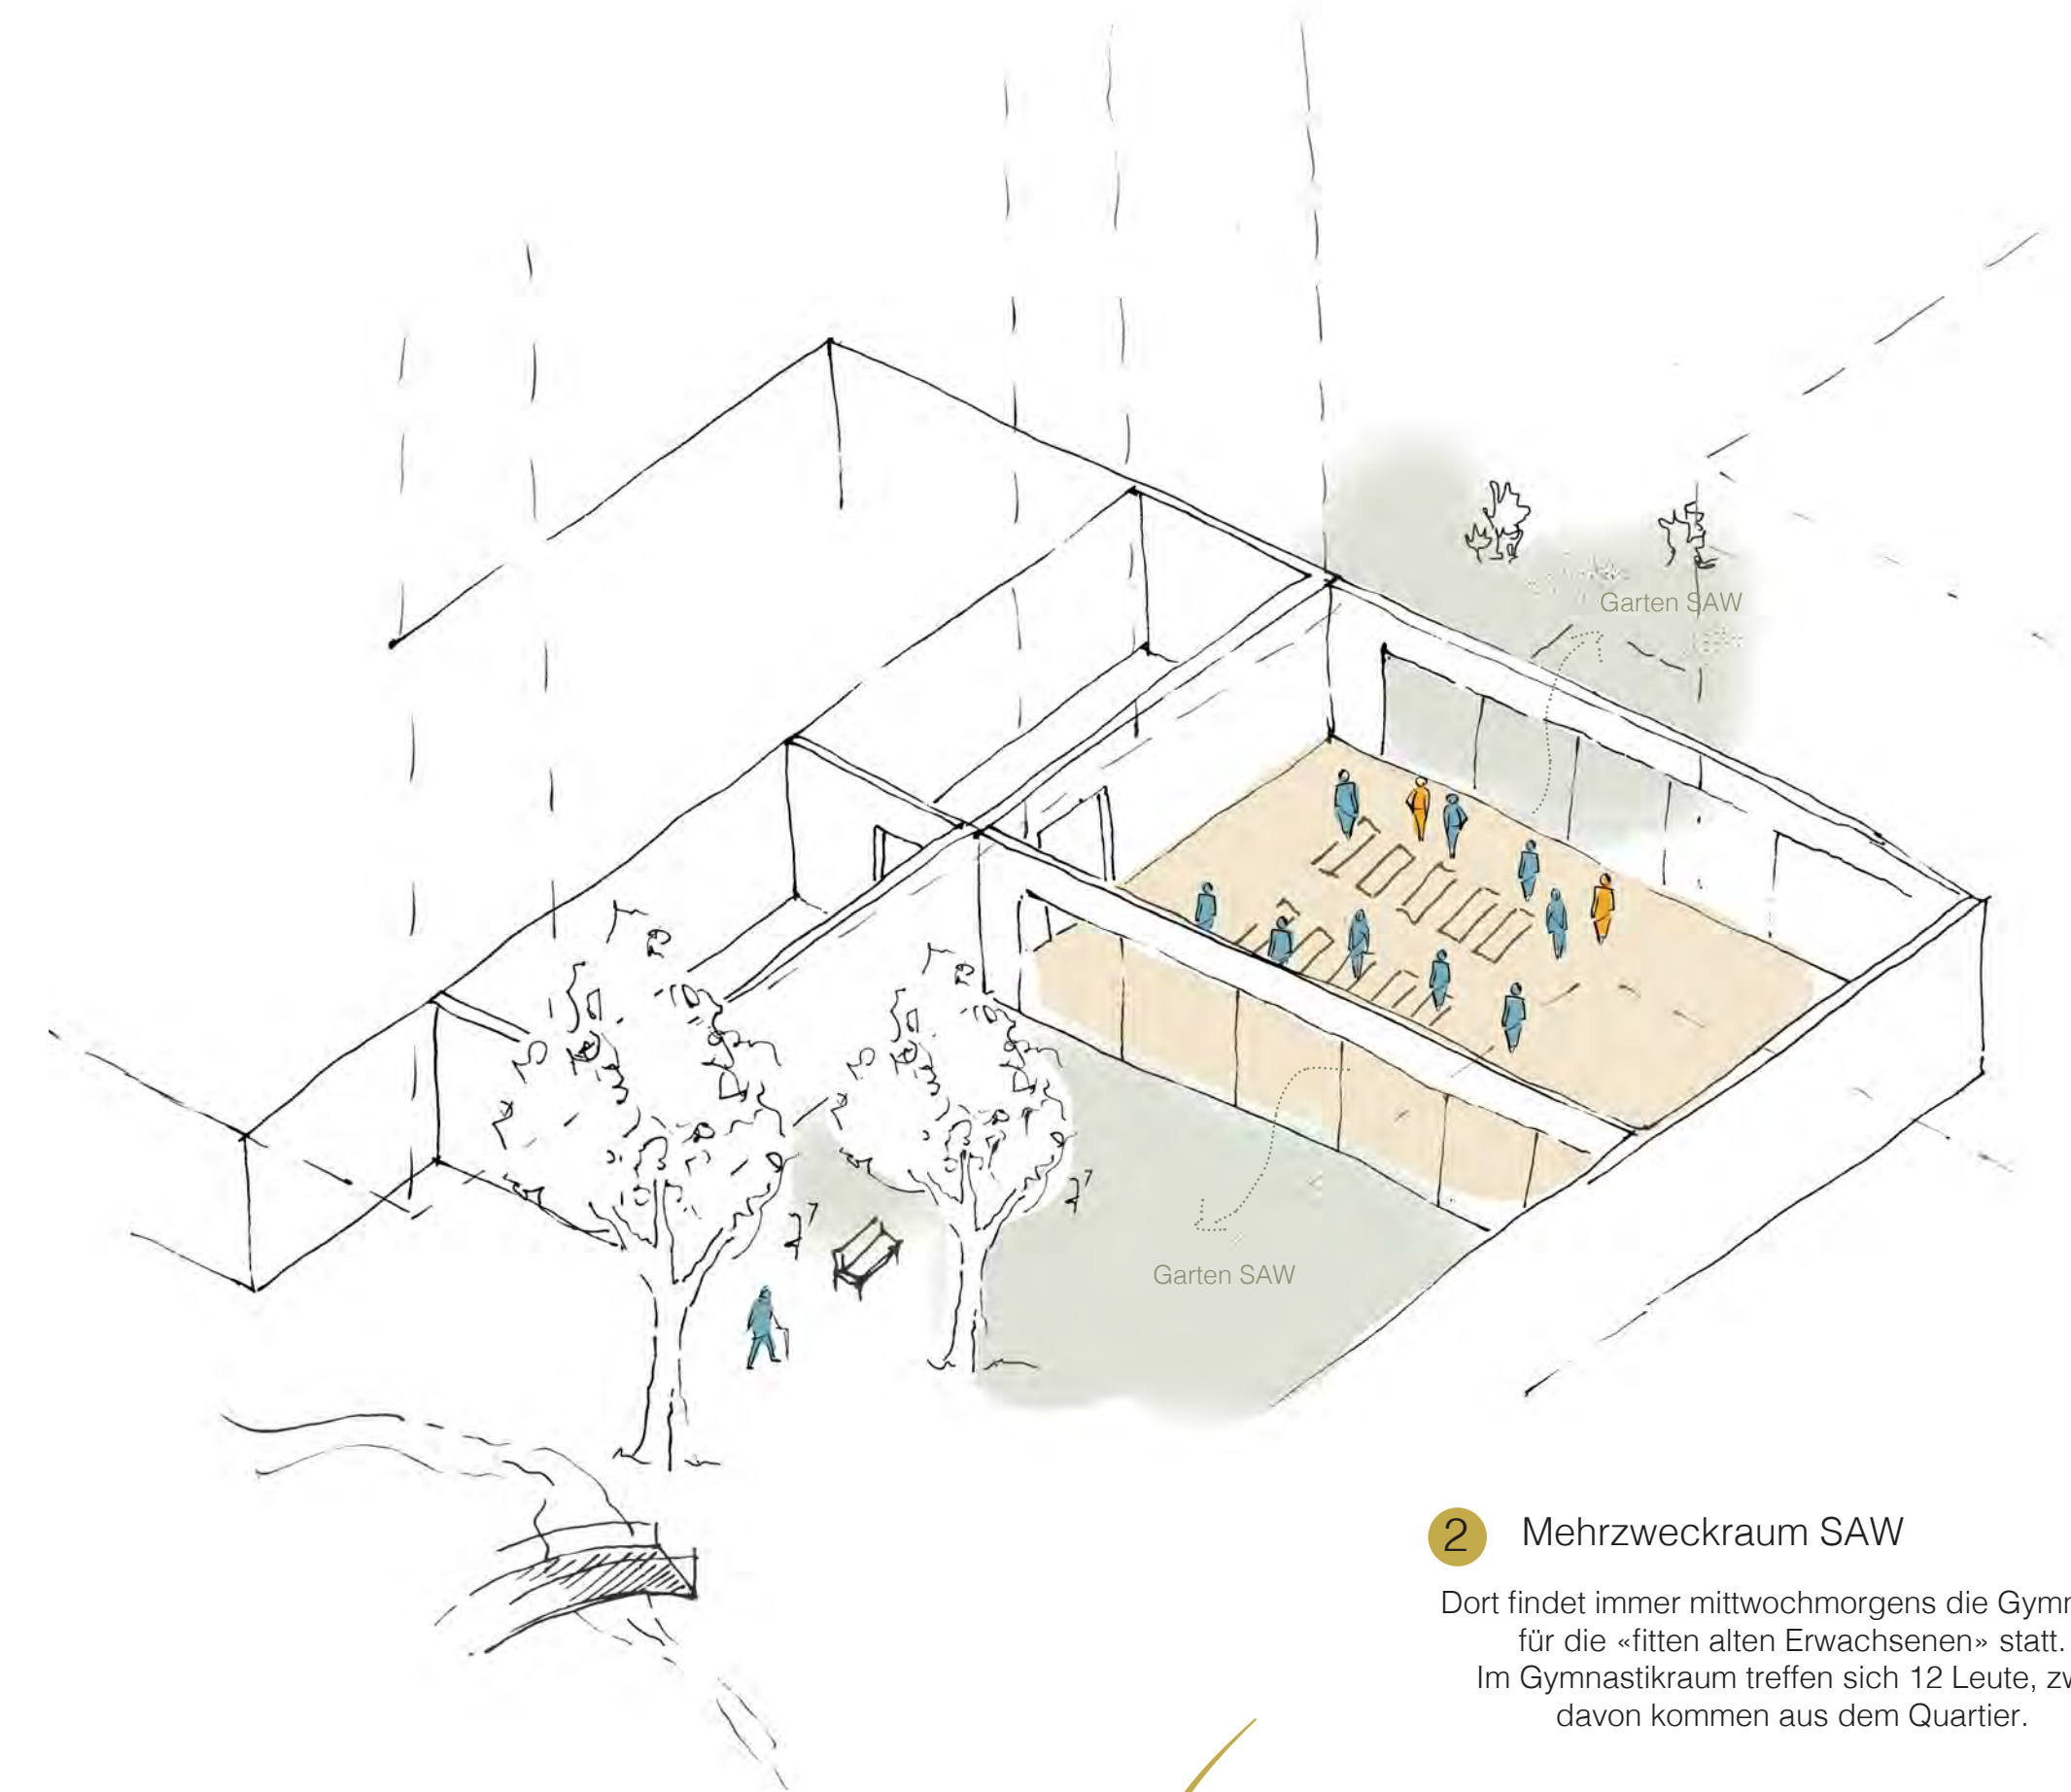 Garten SAW
Garten SAW
2 Mehrzweckraum SAW
Dort findet immer mittwochmorgens die
für die «fitten alten Erwachsenen» statt.
Im Gymnastikraum treffen sich 12 Leute,
davon kommen aus dem Quartier.